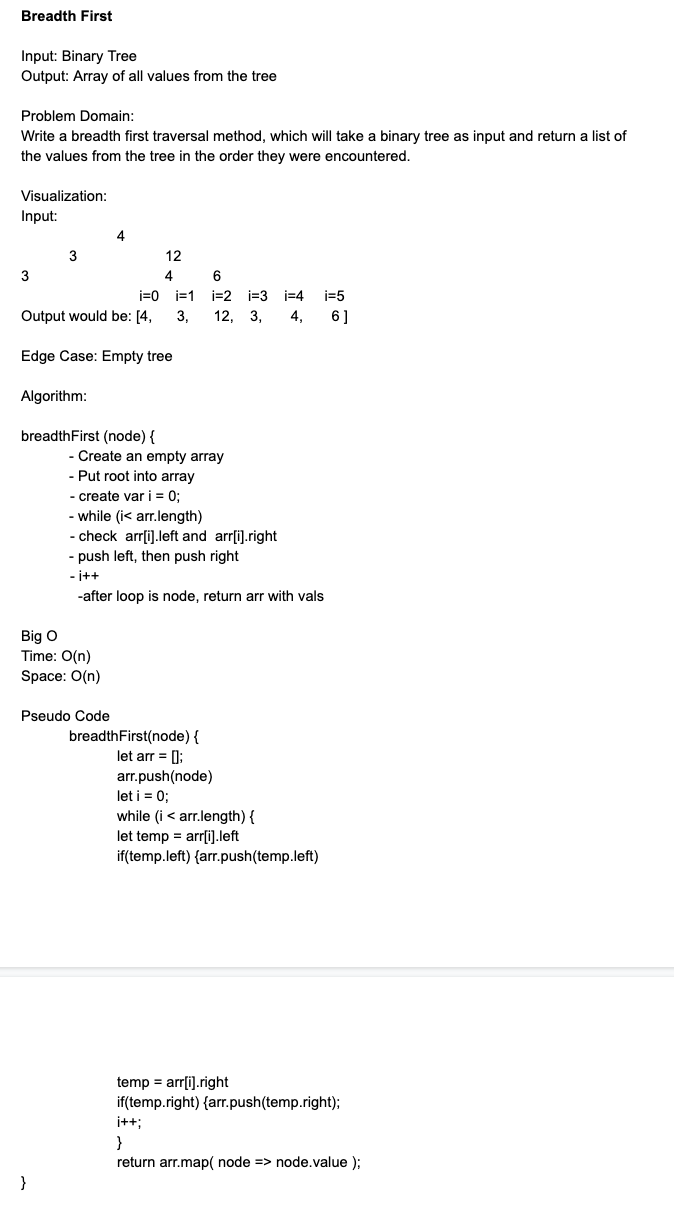 Breadth First
Input: Binary Tree
Output: Array of all values from the tree
Problem Domain:
Write a breadth first traversal method, which will take a binary tree as input and return a list of
the values from the tree in the order they were encountered.
Visualization:
Input:
4
3 12
3 4 6
i=0 i=1 i=2 i=3 i=4 i=5
Output would be: [4, 3, 12, 3, 4, 6 ]
Edge Case: Empty tree
Algorithm:
breadthFirst (node) {
- Create an empty array
- Put root into array
- create var i = 0;
- while (i< arr.length)
- check arr[i].left and arr[i].right
- push left, then push right
- i++
-after loop is node, return arr with vals
Big O
Time: O(n)
Space: O(n)
Pseudo Code
breadthFirst(node) {
let arr = [];
arr.push(node)
let i = 0;
while (i < arr.length) {
let temp = arr[i].left
if(temp.left) {arr.push(temp.left)
temp = arr[i].right
if(temp.right) {arr.push(temp.right);
i++;
}
return arr.map( node => node.value );
}